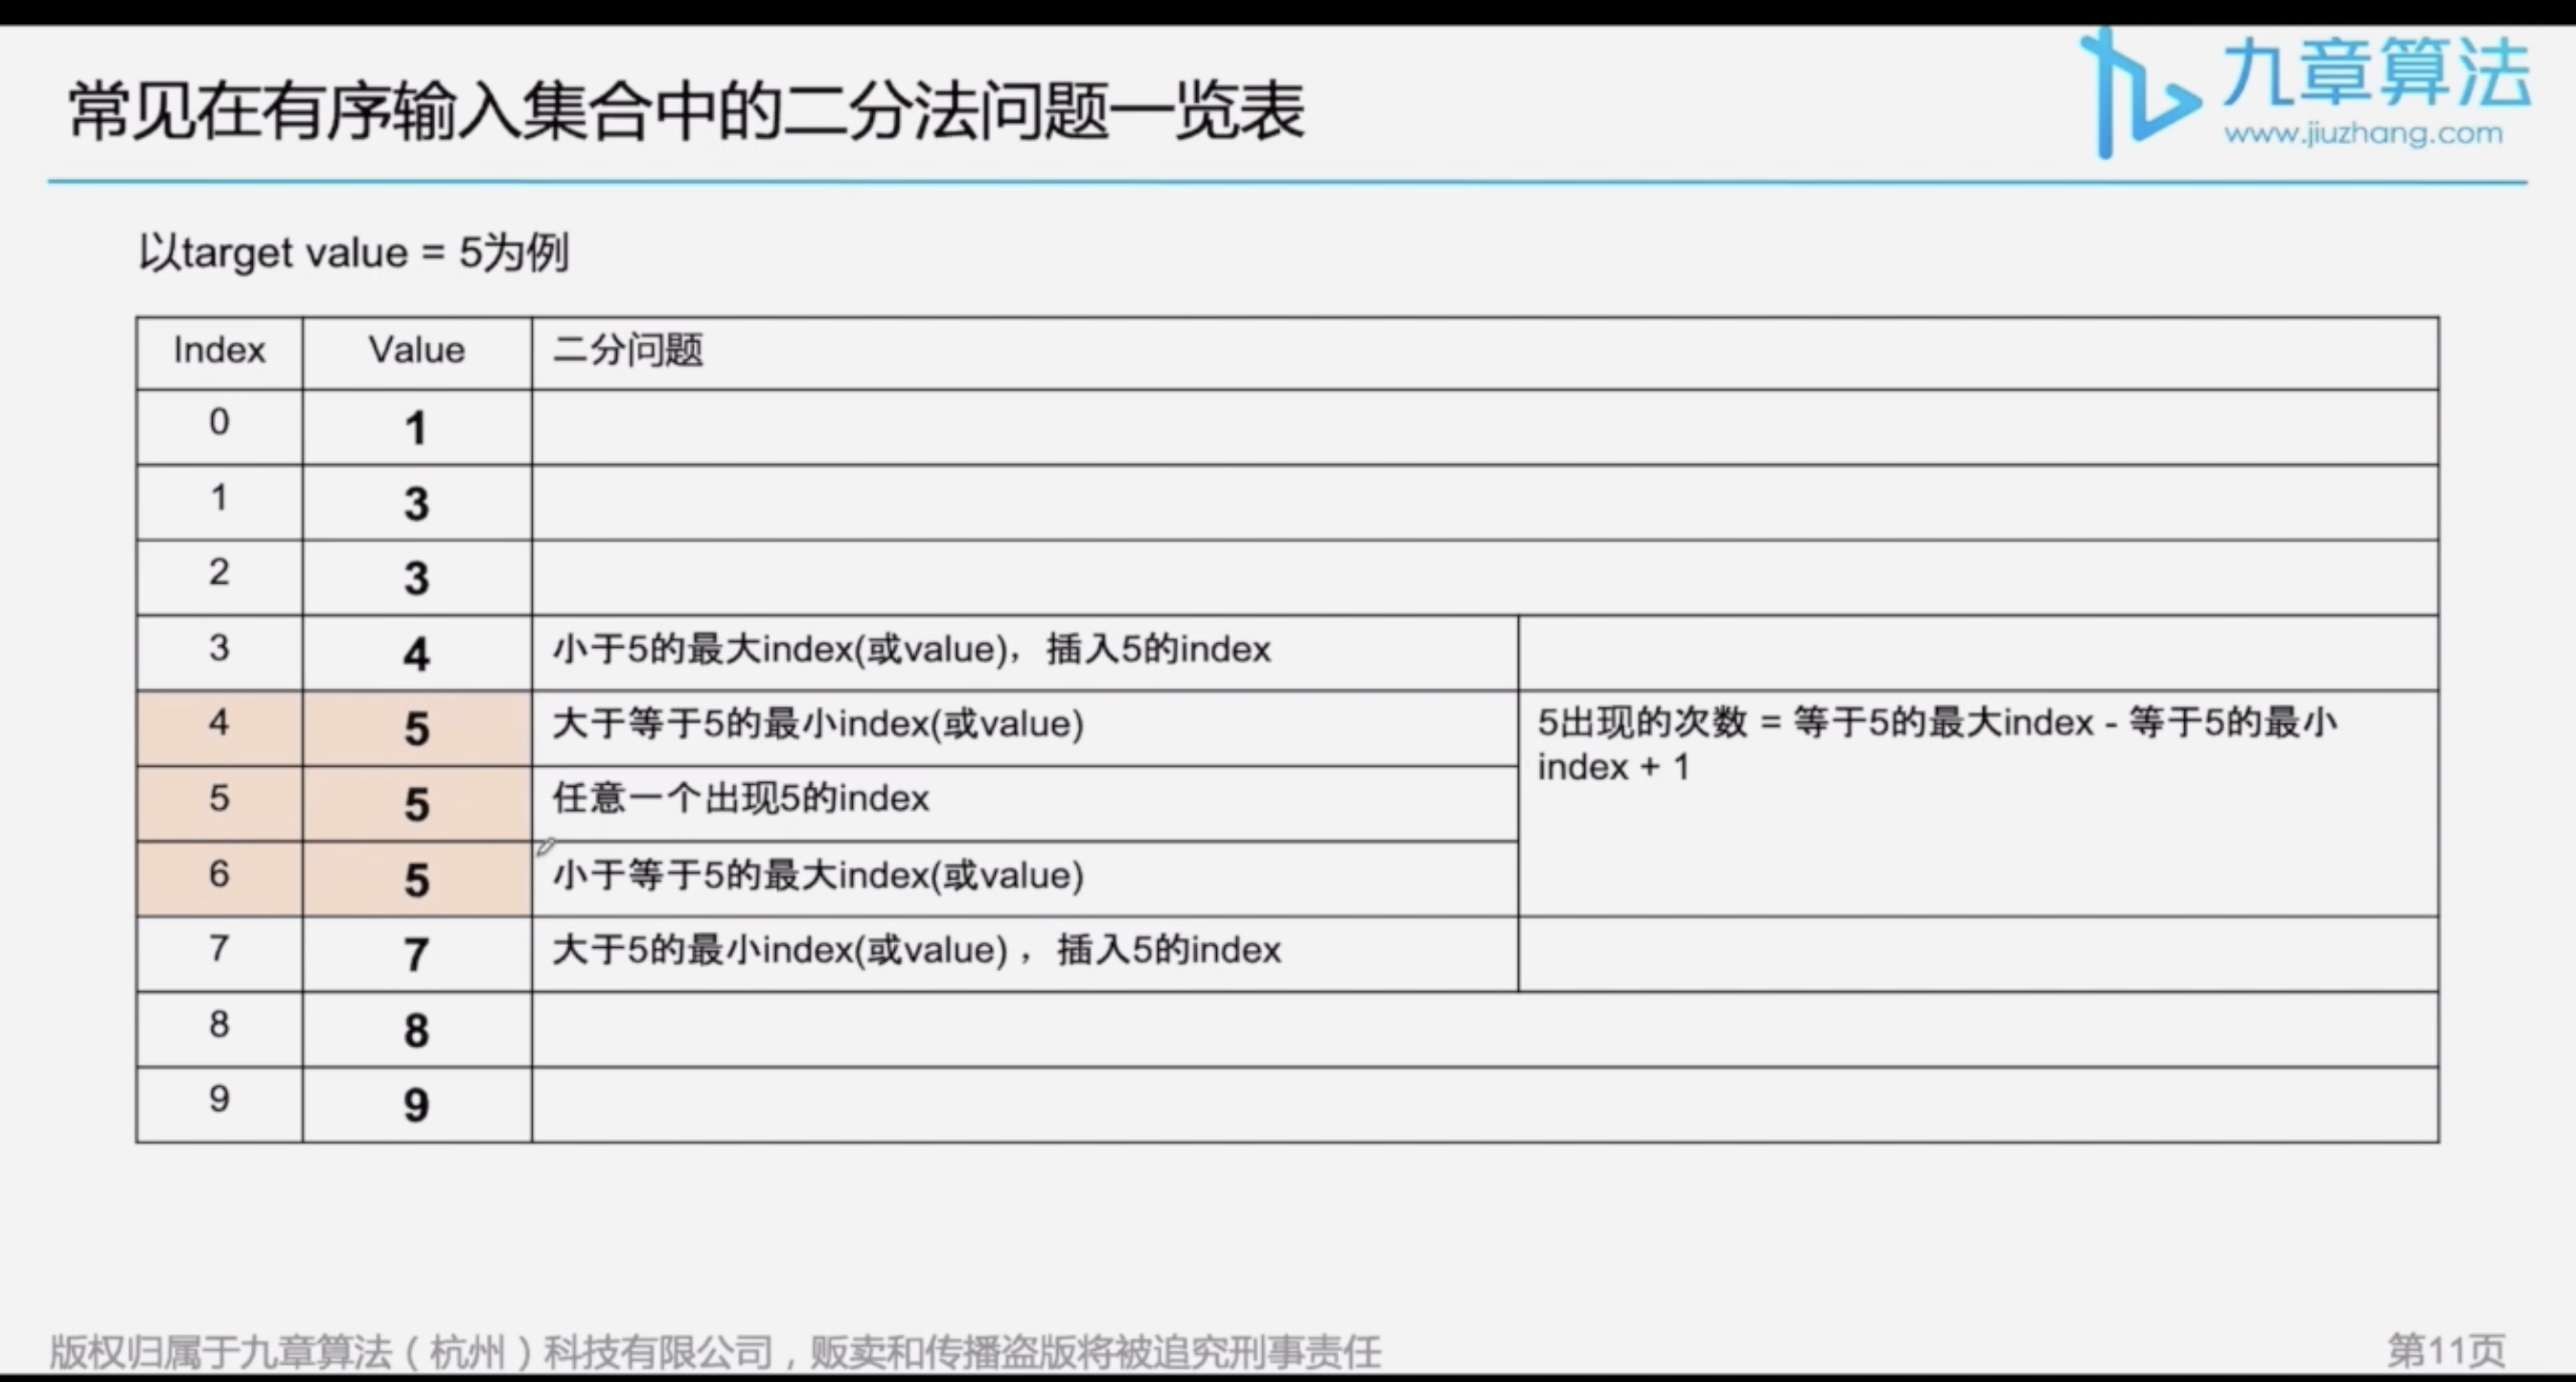 常见在有序输入集合中的二分法问题一览表
九章算法
www.jiuzhang.com
以target value = 5为例
Index Value 二分问题
0 1
1 3
2 3
3 4 小于5的最大index(或value)，插入5的index
4 5 大于等于5的最小index(或value) 5出现的次数 = 等于5的最大index - 等于5的最小
index + 1
5 5 任意一个出现5的index
6 5 小于等于5的最大index(或value)
7 7 大于5的最小index(或value) ，插入5的index
8 8
9 9
版权归属于九章算法（杭州）科技有限公司，贩卖和传播盗版将被追究刑事责任
第11页